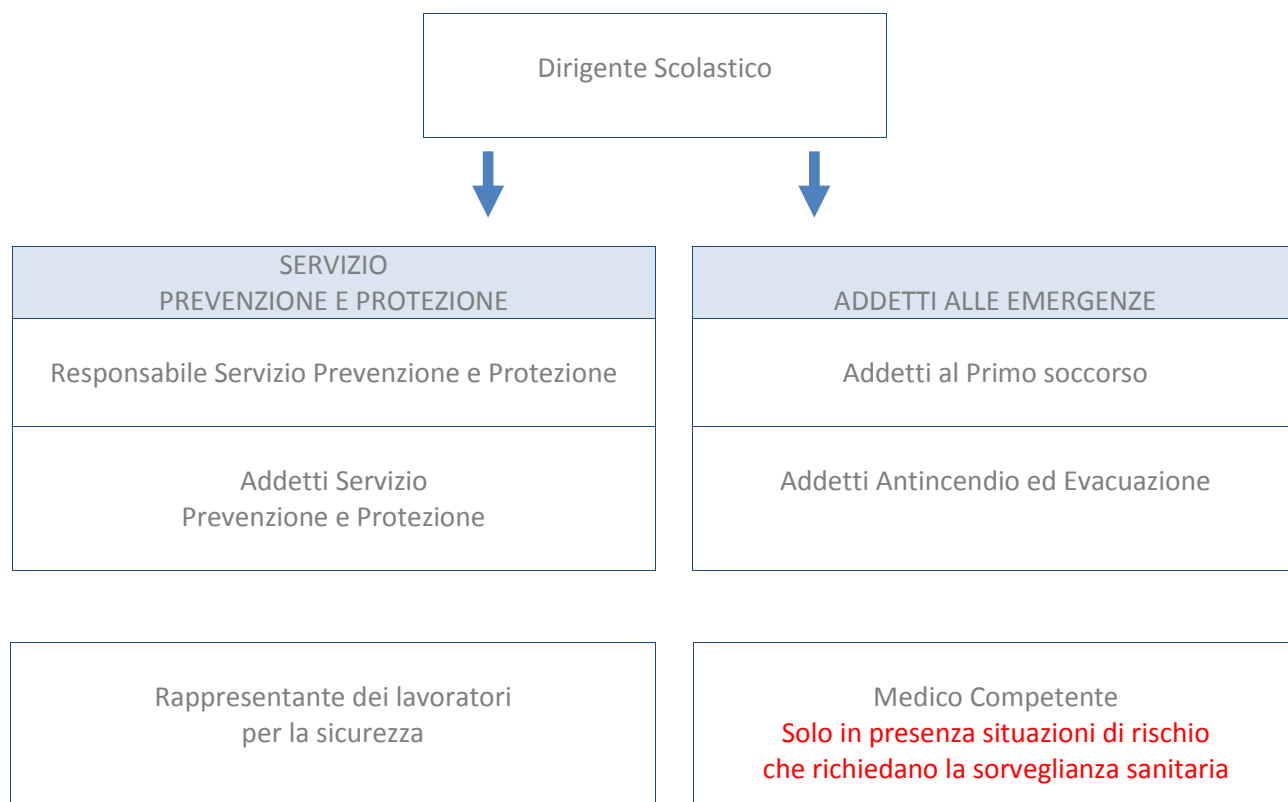 Dirigente Scolastico
SERVIZIO
PREVENZIONE E PROTEZIONE
Responsabile Servizio Prevenzione e Protezione
Addetti Servizio
Prevenzione e Protezione
ADDETTI ALLE EMERGENZE
Addetti al Primo soccorso
Addetti Antincendio ed Evacuazione
Rappresentante dei lavoratori
per la sicurezza
Medico Competente
Solo in presenza situazioni di rischio
che richiedano la sorveglianza sanitaria